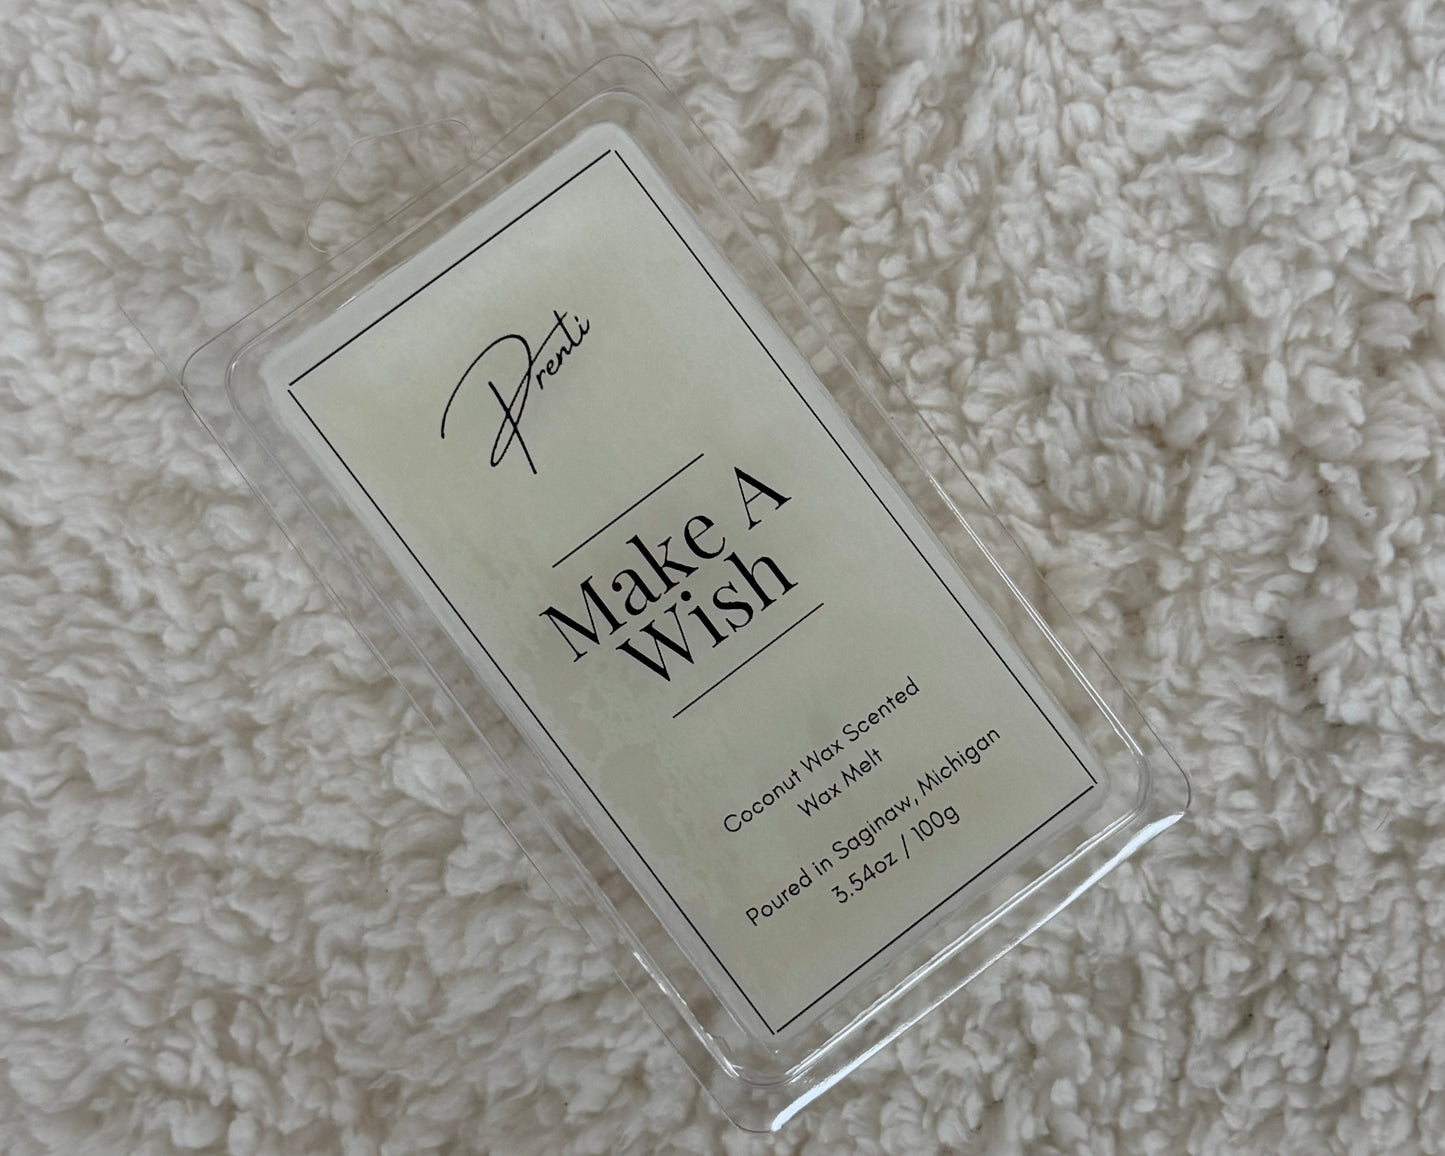 Prenti
Make A
Wish
Coconut Wax Scented
Wax Melt
Poured in Saginaw, Michigan
3.54oz / 100g